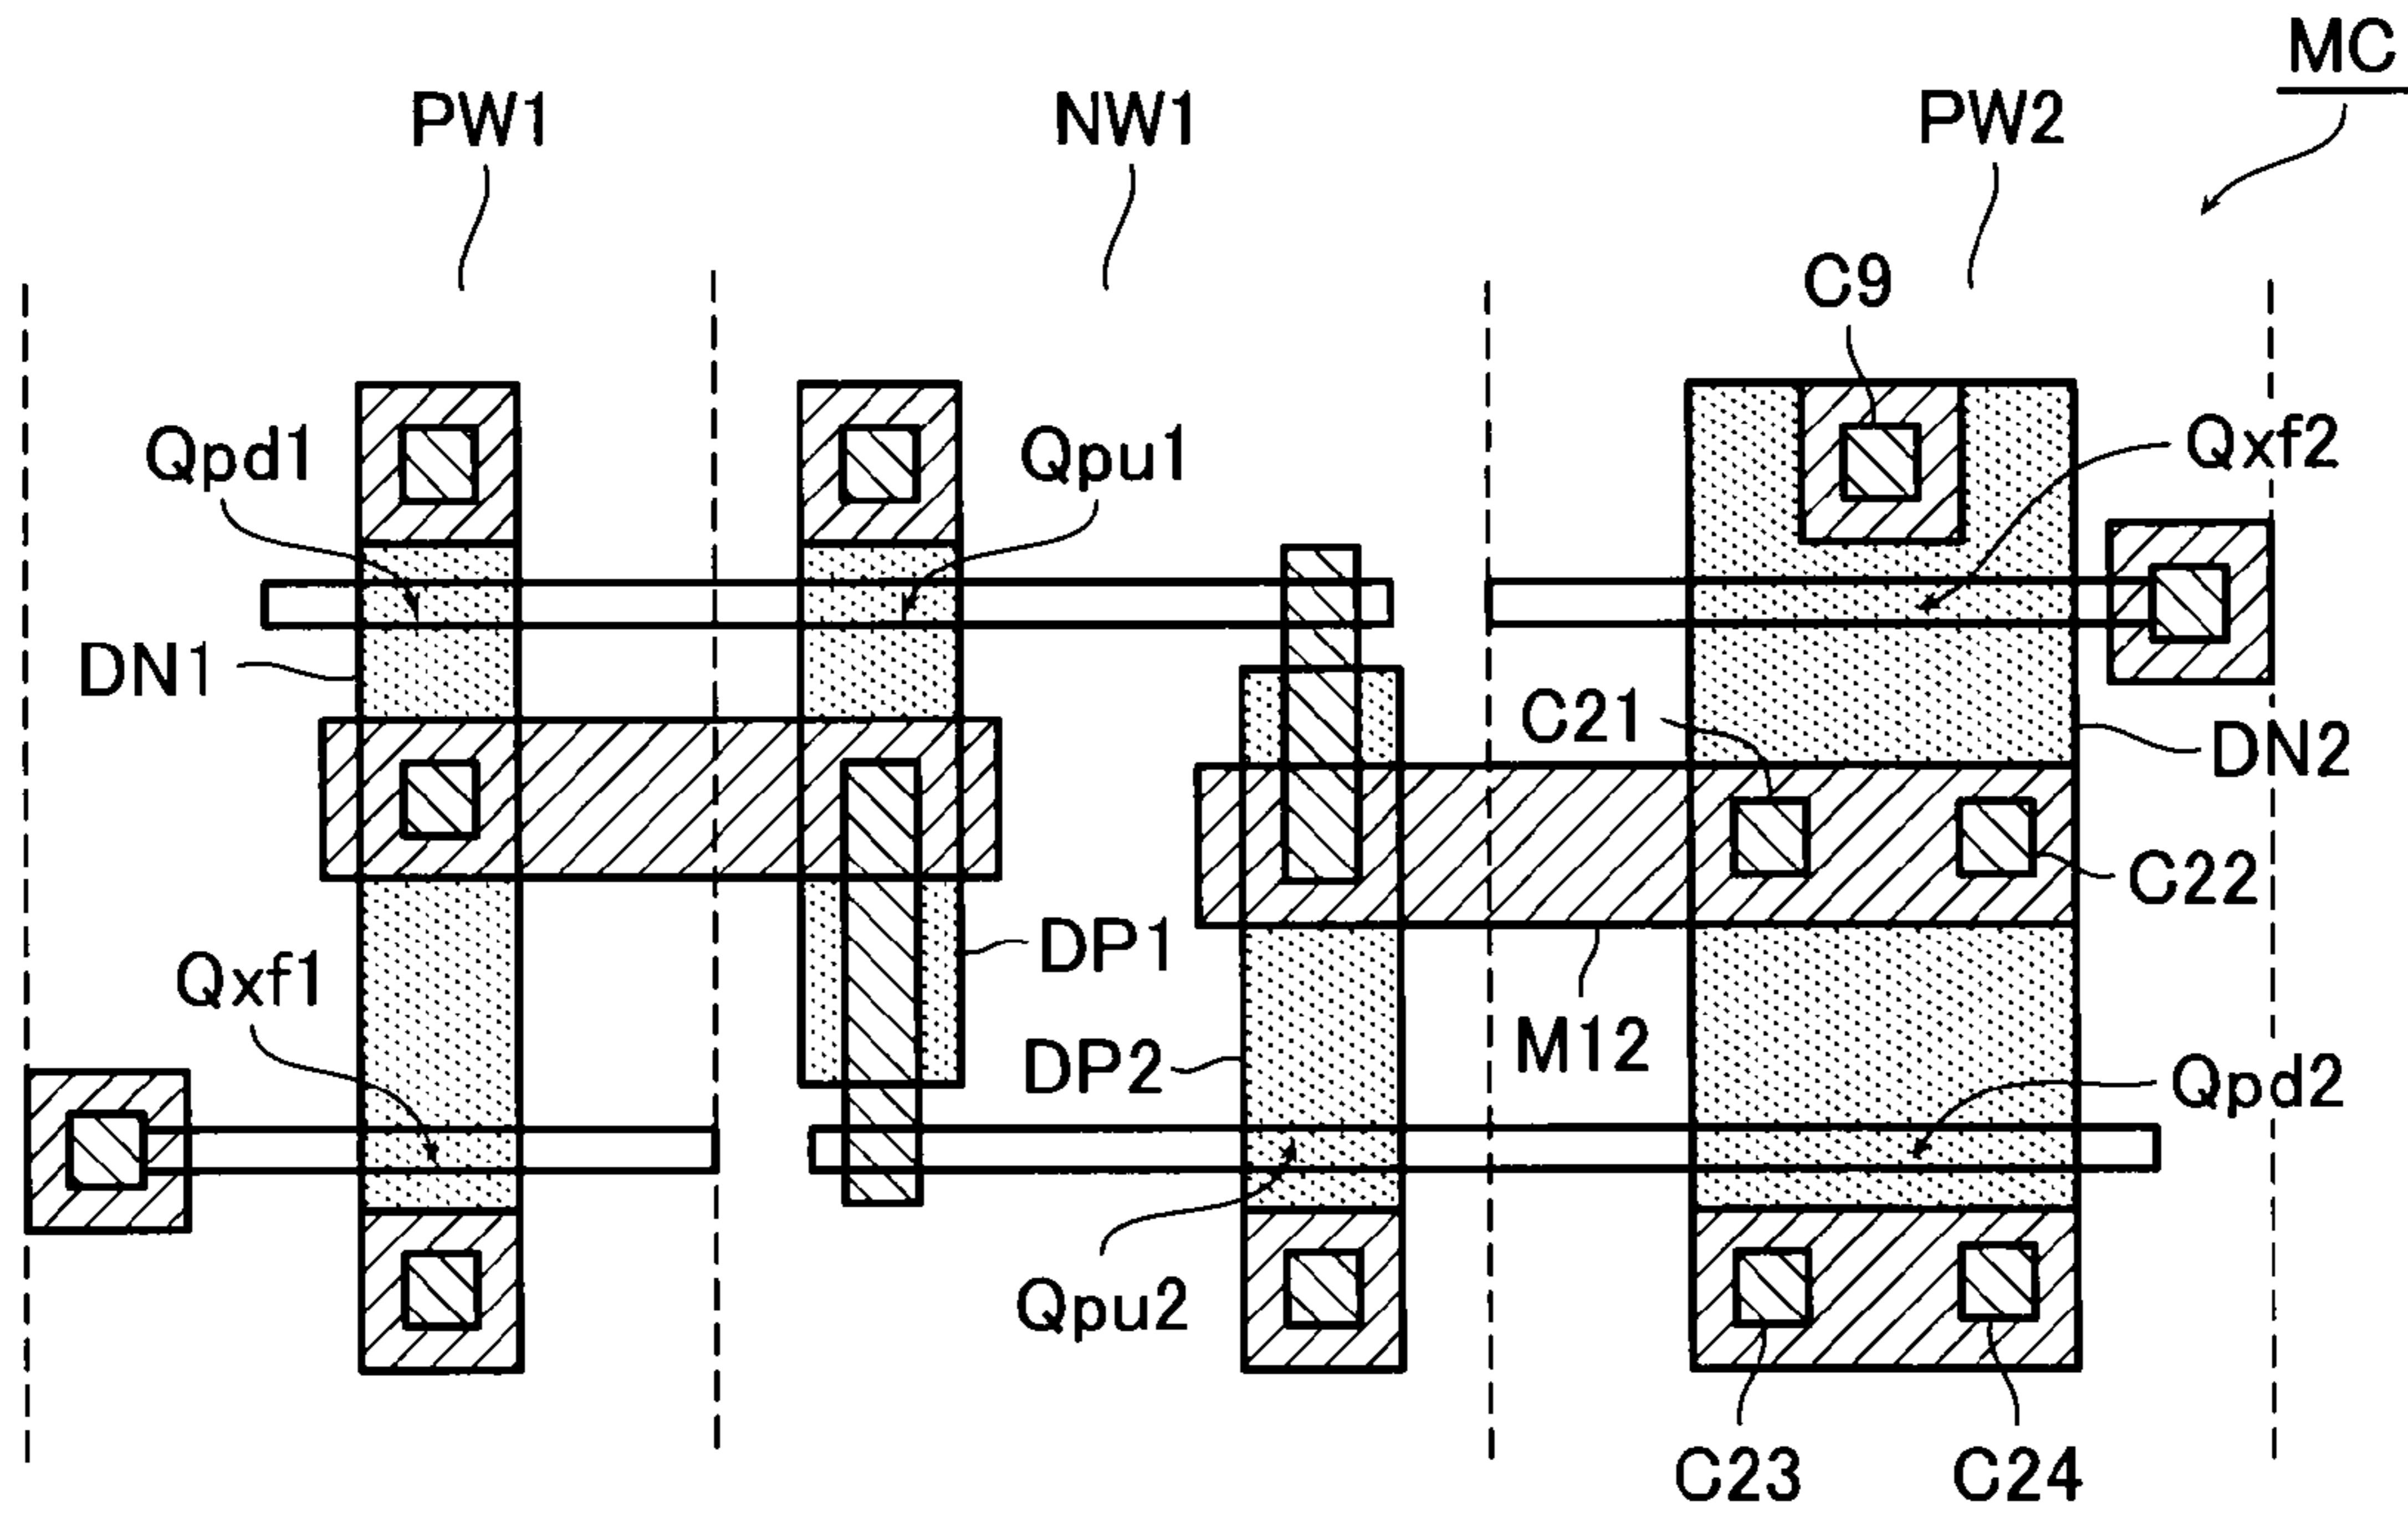 MC
PW1
NW1
PW2
C9
Qpd1
Qpu1
Qxf2
DN1
C21
DN2
C22
DP1
Qxf1
M12
DP2
Qpd2
Qpu2
C23
C24